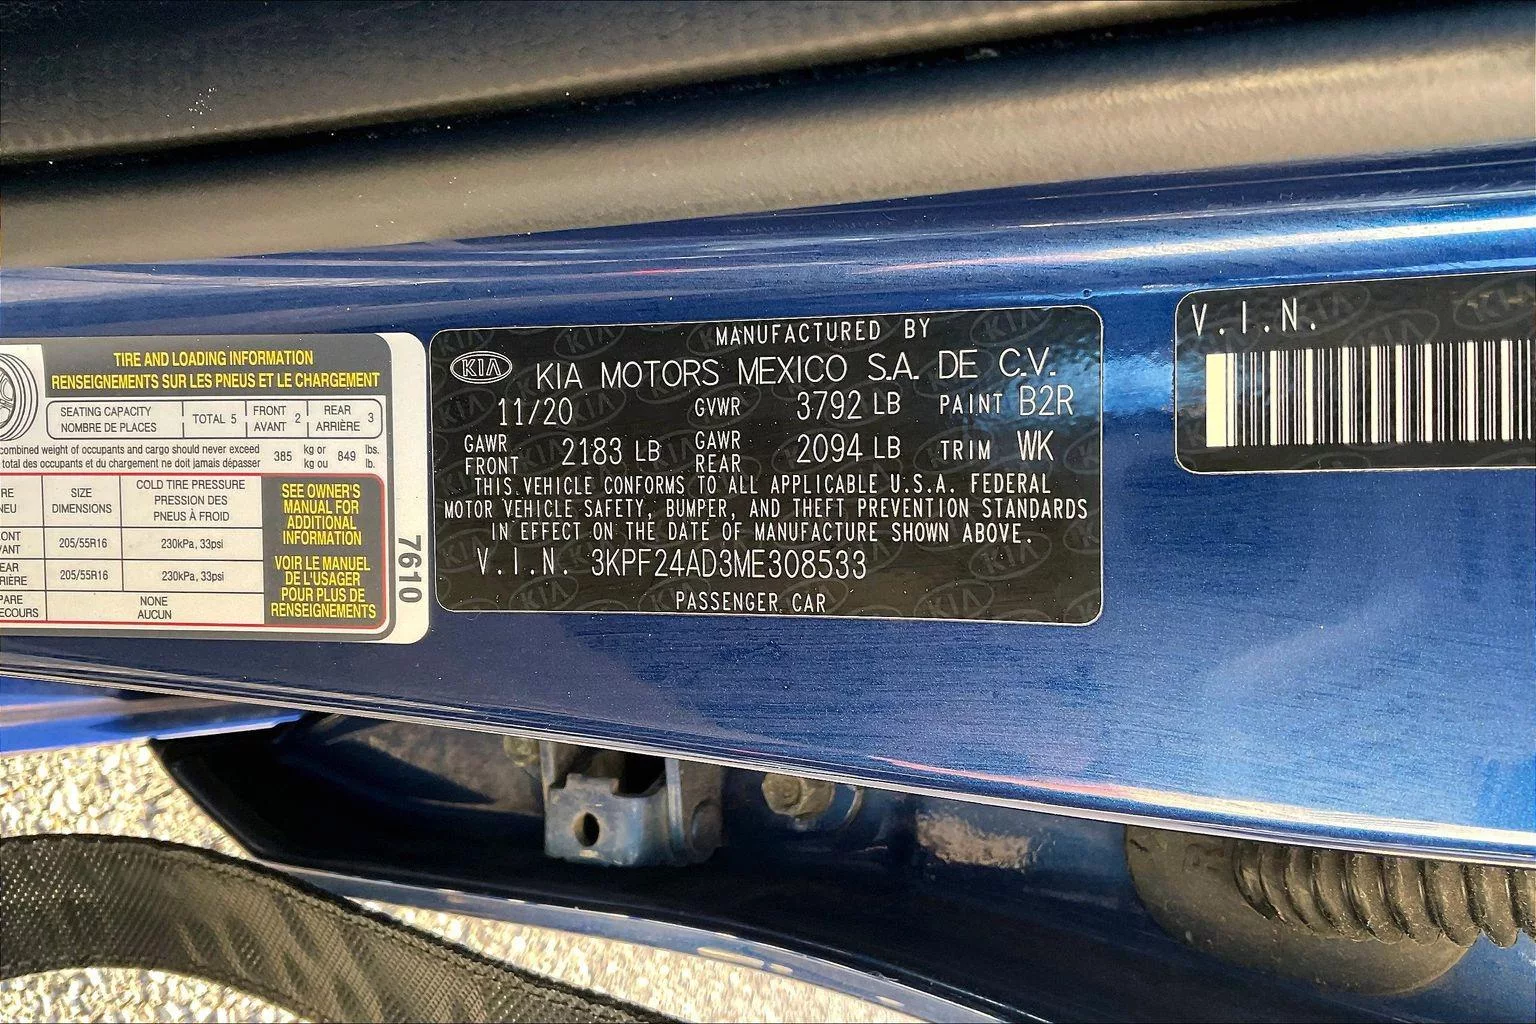 TIRE AND LOADING INFORMATION
RENSEIGNEMENTS SUR LES PNEUS ET LE CHARGEMENT
SEATING CAPACITY
NOMBRE DE PLACES
TOTAL 5
FRONT
AVANT
2
REAR
ARRIÈRE
3
combined weight of occupants and cargo should never exceed
total des occupants et du chargement ne doit jamais dépasser
385
kg or
kg ou
849
lbs.
lb.
SIZE
DIMENSIONS
COLD TIRE PRESSURE
PRESSION DES
PNEUS À FROID
205/55R16
230kPa, 33psi
205/55R16
230kPa, 33psi
NONE
AUCUN
SEE OWNER'S
MANUAL FOR
ADDITIONAL
INFORMATION
VOIR LE MANUEL
DE L'USAGER
POUR PLUS DE
RENSEIGNEMENTS
7610
MANUFACTURED BY
KIA
KIA MOTORS MEXICO S.A. DE C.V.
11/20 GVWR 3792 LB PAINT B2R
GAWR FRONT 2183 LB GAWR REAR 2094 LB TRIM WK
THIS VEHICLE CONFORMS TO ALL APPLICABLE U.S.A. FEDERAL
MOTOR VEHICLE SAFETY, BUMPER, AND THEFT PREVENTION STANDARDS
IN EFFECT ON THE DATE OF MANUFACTURE SHOWN ABOVE.
V.I.N. 3KPF24AD3ME308533
PASSENGER CAR
V.I.N.